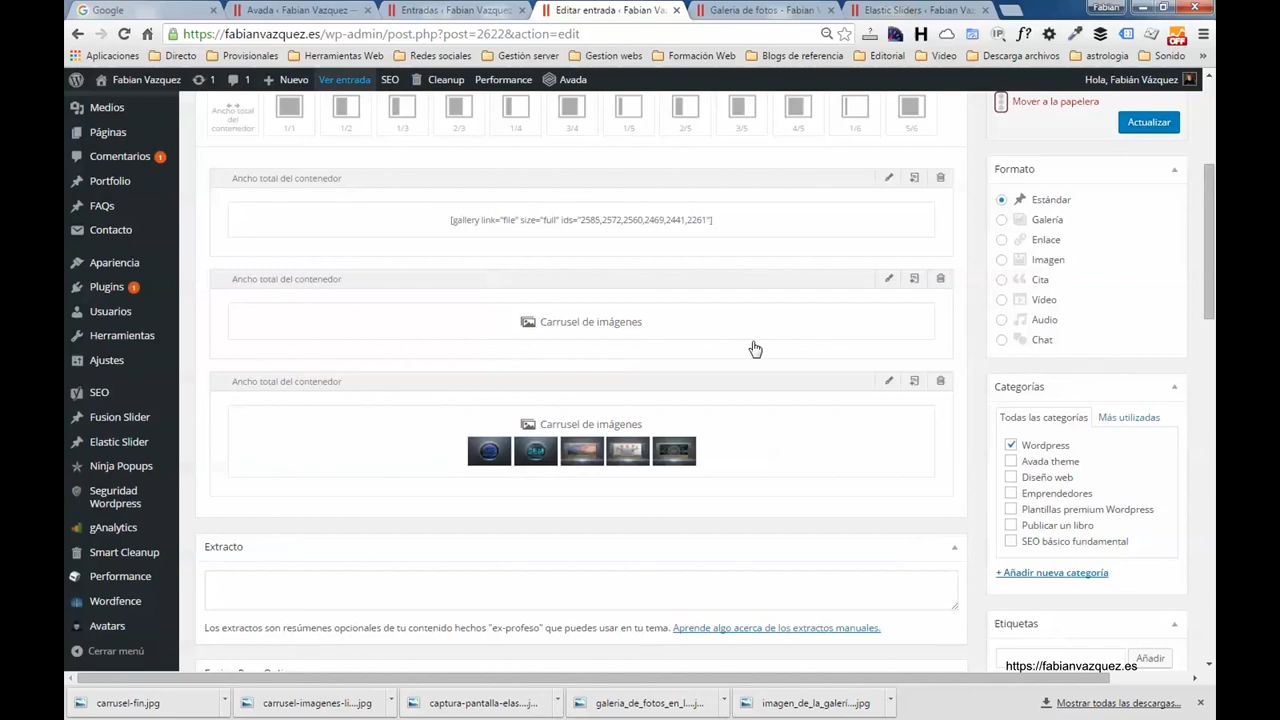 Google
Avada ‹ Fabian Vazquez —
Entradas ‹ Fabian Vazquez
Editar entrada ‹ Fabian Va
Galeria de fotos - Fabian V
Elastic Sliders ‹ Fabian Va
Fabian
https://fabianvazquez.es/wp-admin/post.php?post=2622&action=edit
Aplicaciones
Directo
Provisionales
Herramientas Web
Redes sociales
Gestión server
Gestion webs
Formación Web
Blogs de referencia
Editorial
Video
Descarga archivos
astrologia
Sonido
Fabian Vazquez
1
1
Nuevo
Ver entrada
SEO
Cleanup
Performance
Avada
Hola, Fabián Vázquez
Medios
Páginas
Comentarios 1
Portfolio
FAQs
Contacto
Apariencia
Plugins 1
Usuarios
Herramientas
Ajustes
SEO
Fusion Slider
Elastic Slider
Ninja Popups
Seguridad
Wordpress
gAnalytics
Smart Cleanup
Performance
Wordfence
Avatars
Cerrar menú
Ancho total
del
contenedor
1/1
1/2
1/3
2/3
1/4
3/4
1/5
2/5
3/5
4/5
1/6
5/6
Ancho total del contenedor
[gallery link="file" size="full" ids="2585,2572,2560,2469,2441,2261"]
Ancho total del contenedor
Carrusel de imágenes
Ancho total del contenedor
Carrusel de imágenes
Extracto
Los extractos son resúmenes opcionales de tu contenido hechos "ex-profeso" que puedes usar en tu tema. Aprende algo acerca de los extractos manuales.
Mover a la papelera
Actualizar
Formato
Estándar
Galería
Enlace
Imagen
Cita
Vídeo
Audio
Chat
Categorías
Todas las categorías
Más utilizadas
Wordpress
Avada theme
Diseño web
Emprendedores
Plantillas premium Wordpress
Publicar un libro
SEO básico fundamental
+ Añadir nueva categoría
Etiquetas
Añadir
https://fabianvazquez.es
carrusel-fin.jpg
carrusel-imagenes-li....jpg
captura-pantalla-elas....j...
galeria_de_fotos_en_l....j...
imagen_de_la_galeri....jpg
Mostrar todas las descargas...